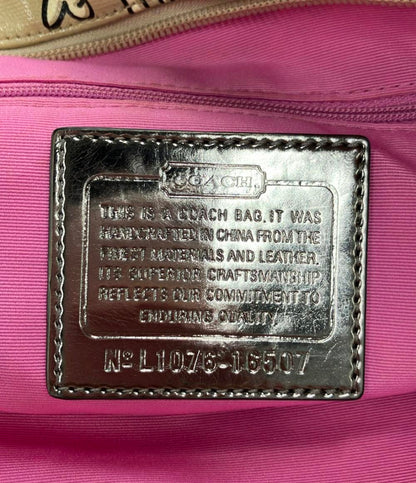 COACH
THIS IS A COACH BAG. IT WAS
HANDCRAFTED IN CHINA FROM THE
FINEST MATERIALS AND LEATHER.
ITS SUPERIOR CRAFTSMANSHIP
REFLECTS OUR COMMITMENT TO
ENDURING QUALITY.
Nº L1076-16507